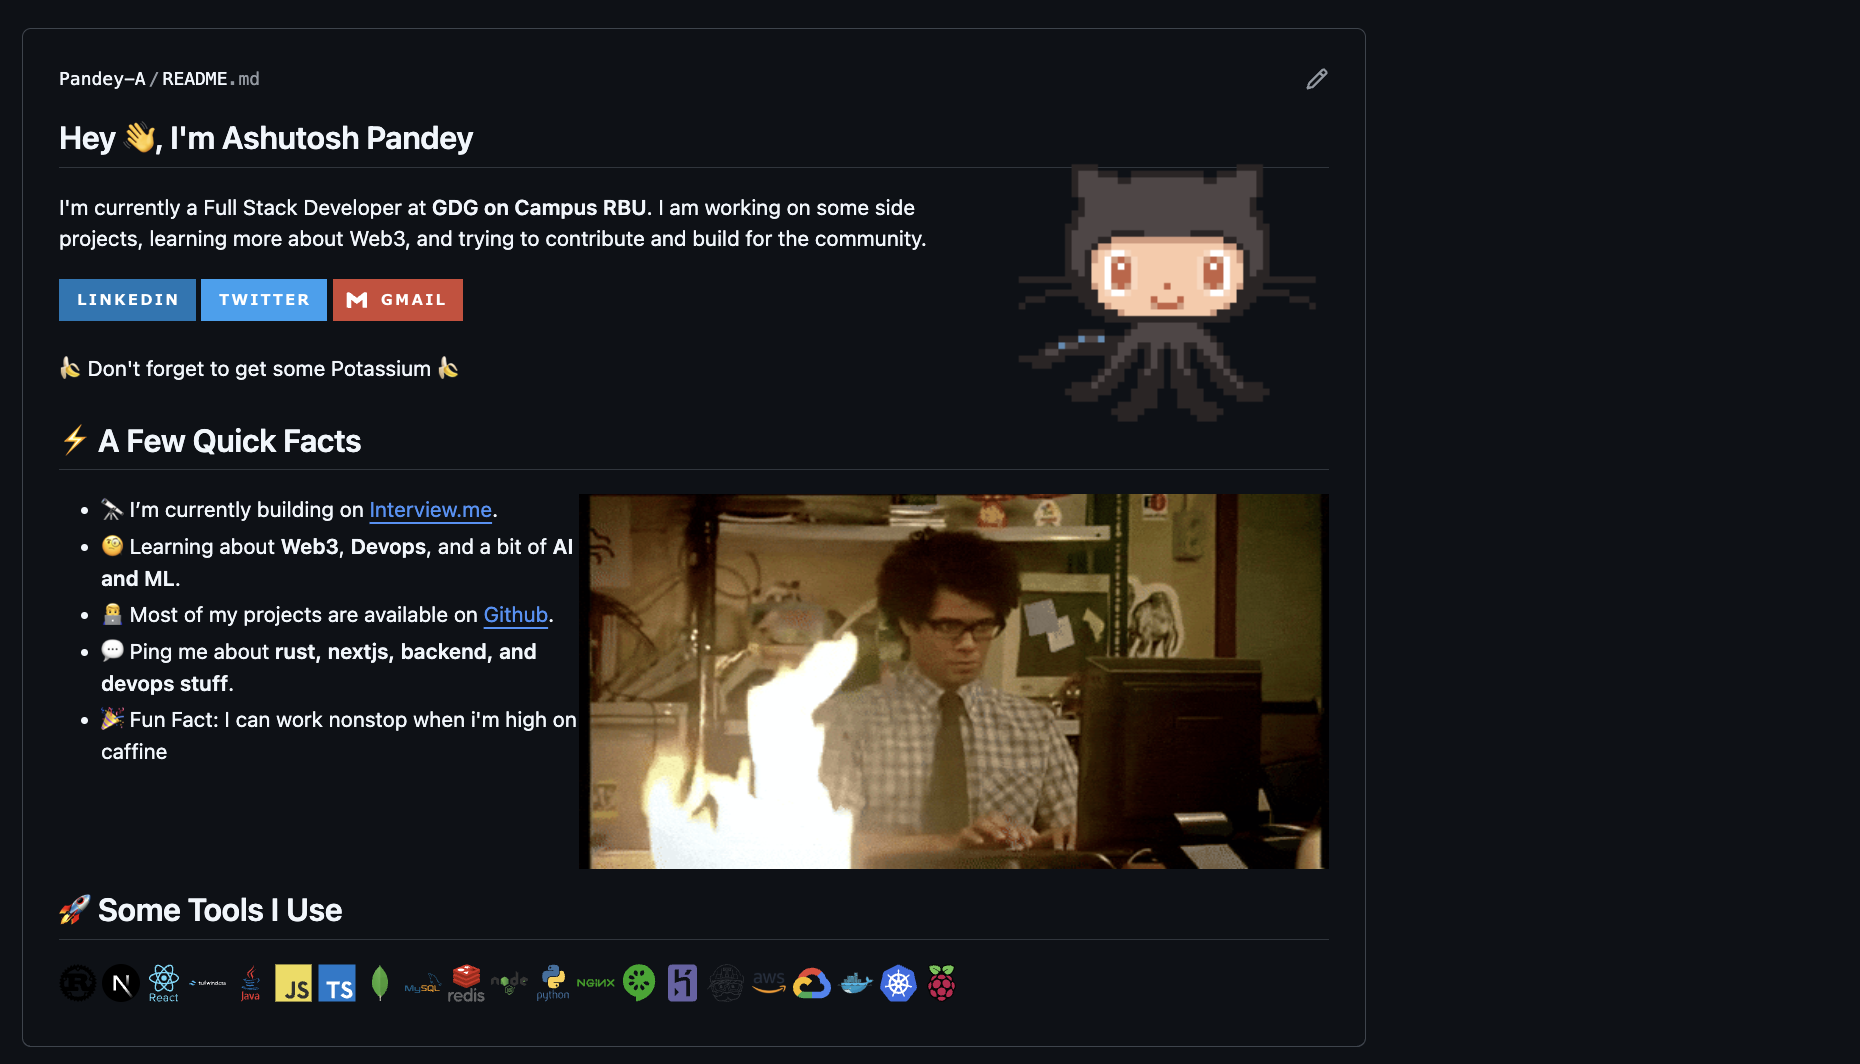 Pandey-A/README.md
Hey 👋, I'm Ashutosh Pandey
I'm currently a Full Stack Developer at GDG on Campus RBU. I am working on some side
projects, learning more about Web3, and trying to contribute and build for the community.
LINKEDIN TWITTER GMAIL
🍌 Don't forget to get some Potassium 🍌
⚡ A Few Quick Facts
🔭 I’m currently building on Interview.me.
🧐 Learning about Web3, Devops, and a bit of AI
and ML.
👨‍💻 Most of my projects are available on Github.
💬 Ping me about rust, nextjs, backend, and
devops stuff.
🎉 Fun Fact: I can work nonstop when i'm high on
caffine
🚀 Some Tools I Use
R N React tailwindcss Java JS TS MySQL redis node JS python NGINX aws